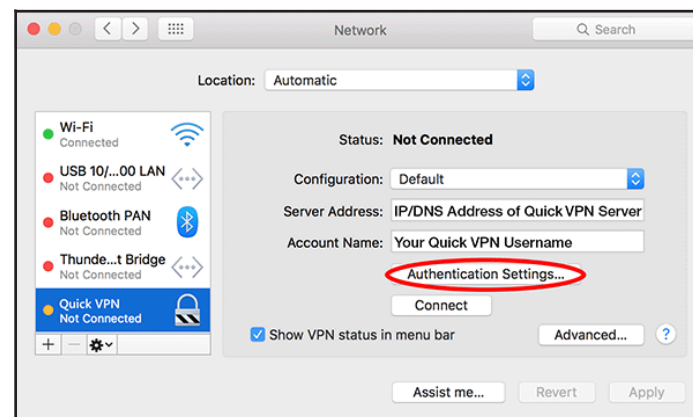 Network
Search
Location: Automatic
Wi-Fi
Connected
USB 10/...00 LAN
Not Connected
Bluetooth PAN
Not Connected
Thunde...t Bridge
Not Connected
Quick VPN
Not Connected
Status: Not Connected
Configuration: Default
Server Address: IP/DNS Address of Quick VPN Server
Account Name: Your Quick VPN Username
Authentication Settings...
Connect
Show VPN status in menu bar
Advanced...
?
Assist me...
Revert
Apply